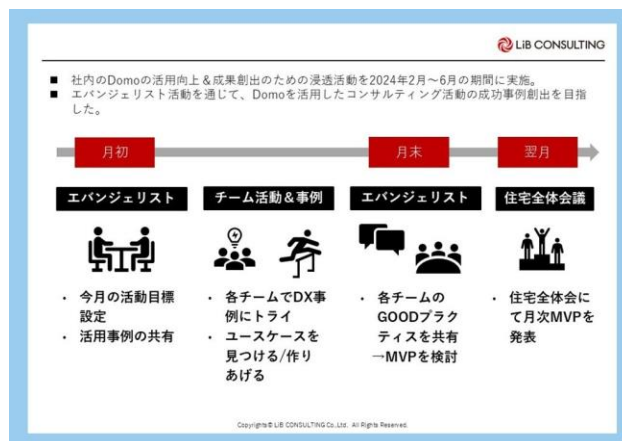 LiB CONSULTING
■ 社内のDomoの活用向上＆成果創出のための浸透活動を2024年2月～6月の期間に実施。
■ エバンジェリスト活動を通じて、Domoを活用したコンサルティング活動の成功事例創出を目指
した。
月初
月末
翌月
エバンジェリスト
チーム活動＆事例
エバンジェリスト
住宅全体会議
・ 今月の活動目標
設定
・ 活用事例の共有
・ 各チームでDX事
例にトライ
・ ユースケースを
見つける/作り
あげる
・ 各チームの
GOODプラク
ティスを共有
→MVPを検討
・ 住宅全体会に
て月次MVPを
発表
Copyrights© LiB CONSULTING Co.,Ltd. All Rights Reserved.